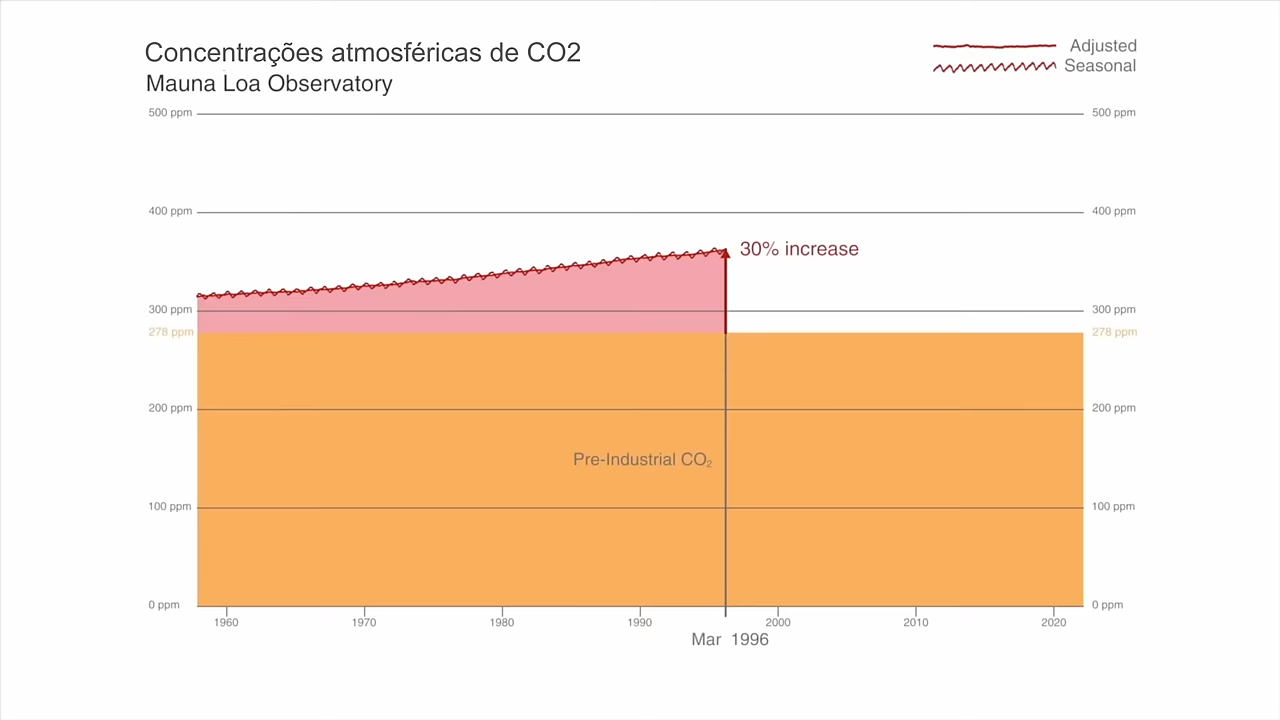 Concentrações atmosféricas de CO2
Mauna Loa Observatory
Adjusted
Seasonal
500 ppm 500 ppm
400 ppm 400 ppm
30% increase
300 ppm 300 ppm
278 ppm 278 ppm
200 ppm 200 ppm
Pre-Industrial CO₂
100 ppm 100 ppm
0 ppm 0 ppm
1960 1970 1980 1990 2000 2010 2020
Mar 1996